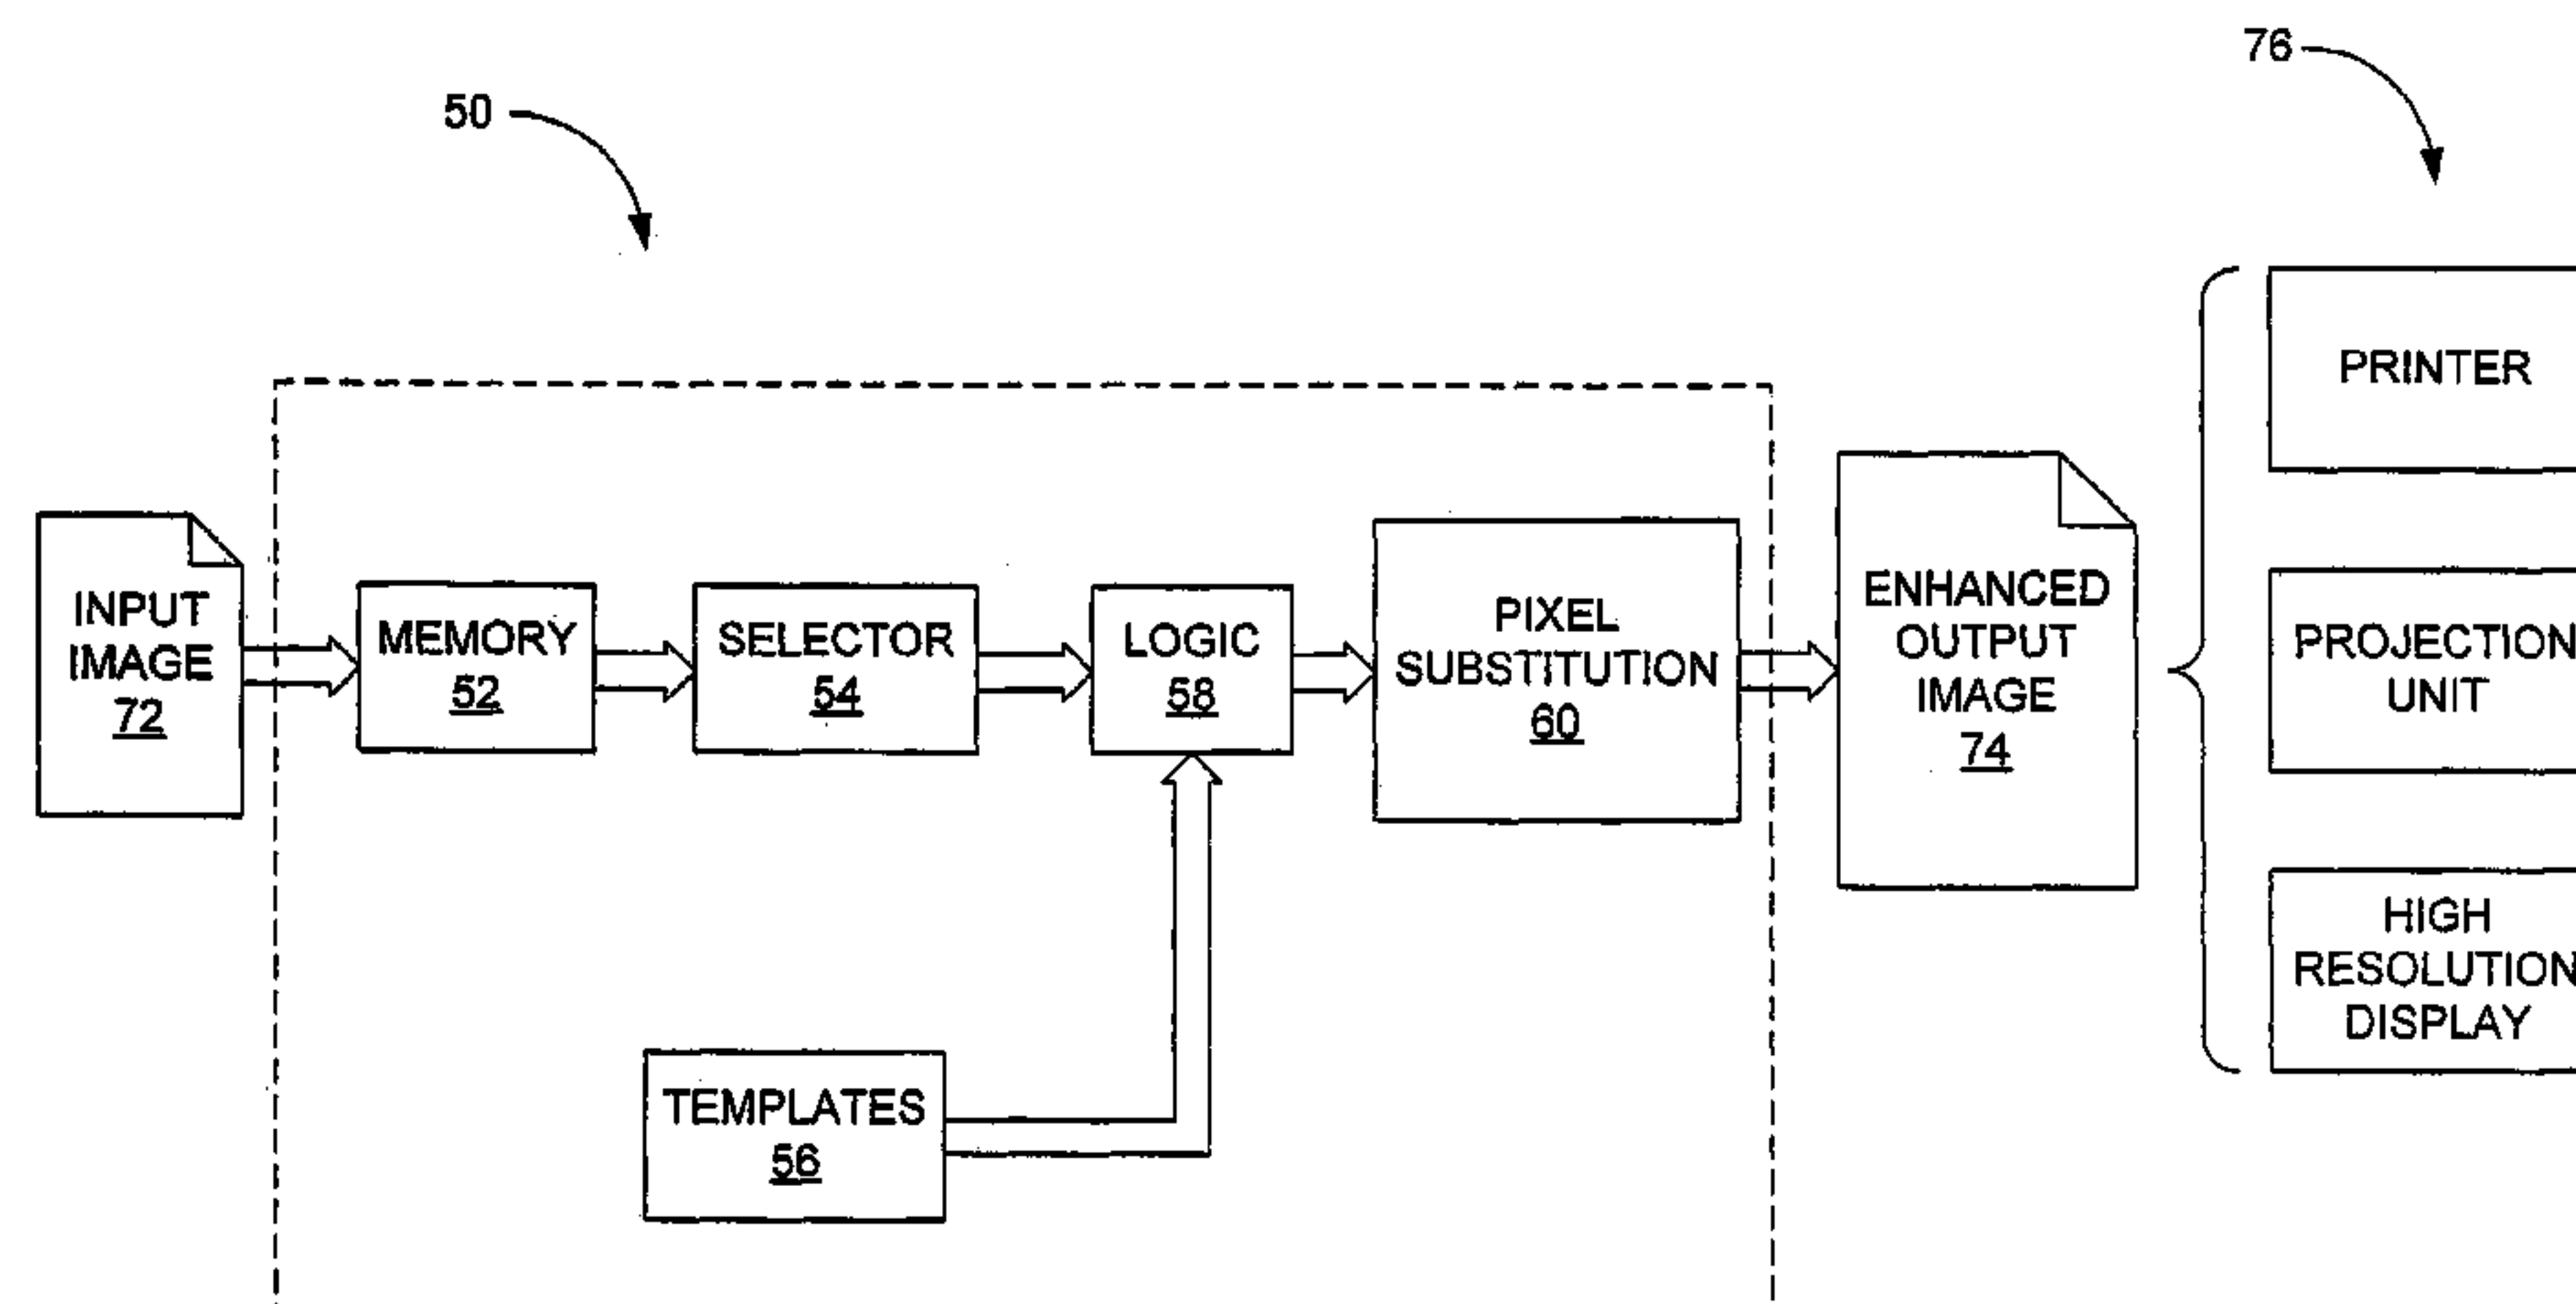 50
76
INPUT
IMAGE
72
MEMORY
52
SELECTOR
54
LOGIC
58
PIXEL
SUBSTITUTION
60
TEMPLATES
56
ENHANCED
OUTPUT
IMAGE
74
PRINTER
PROJECTION
UNIT
HIGH
RESOLUTION
DISPLAY